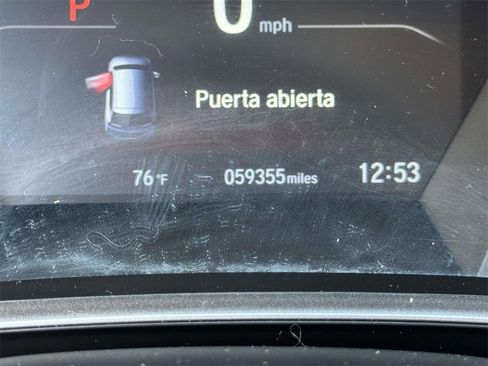 P 0 mph
Puerta abierta
76°F 059355 miles 12:53